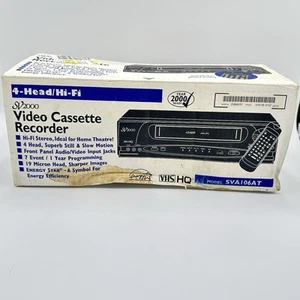 4-Head/Hi-Fi
YEAR
2000
SV2000
Video Cassette
Recorder
Hi-Fi Stereo, Ideal for Home Theatre!
4 Head, Superb Still & Slow Motion
Front Panel Audio/Video Input Jacks
7 Event / 1 Year Programming
19 Micron Head, Sharper Images
ENERGY STAR® - A Symbol For
Energy Efficiency
VHS HQ
MODEL SVA106AT